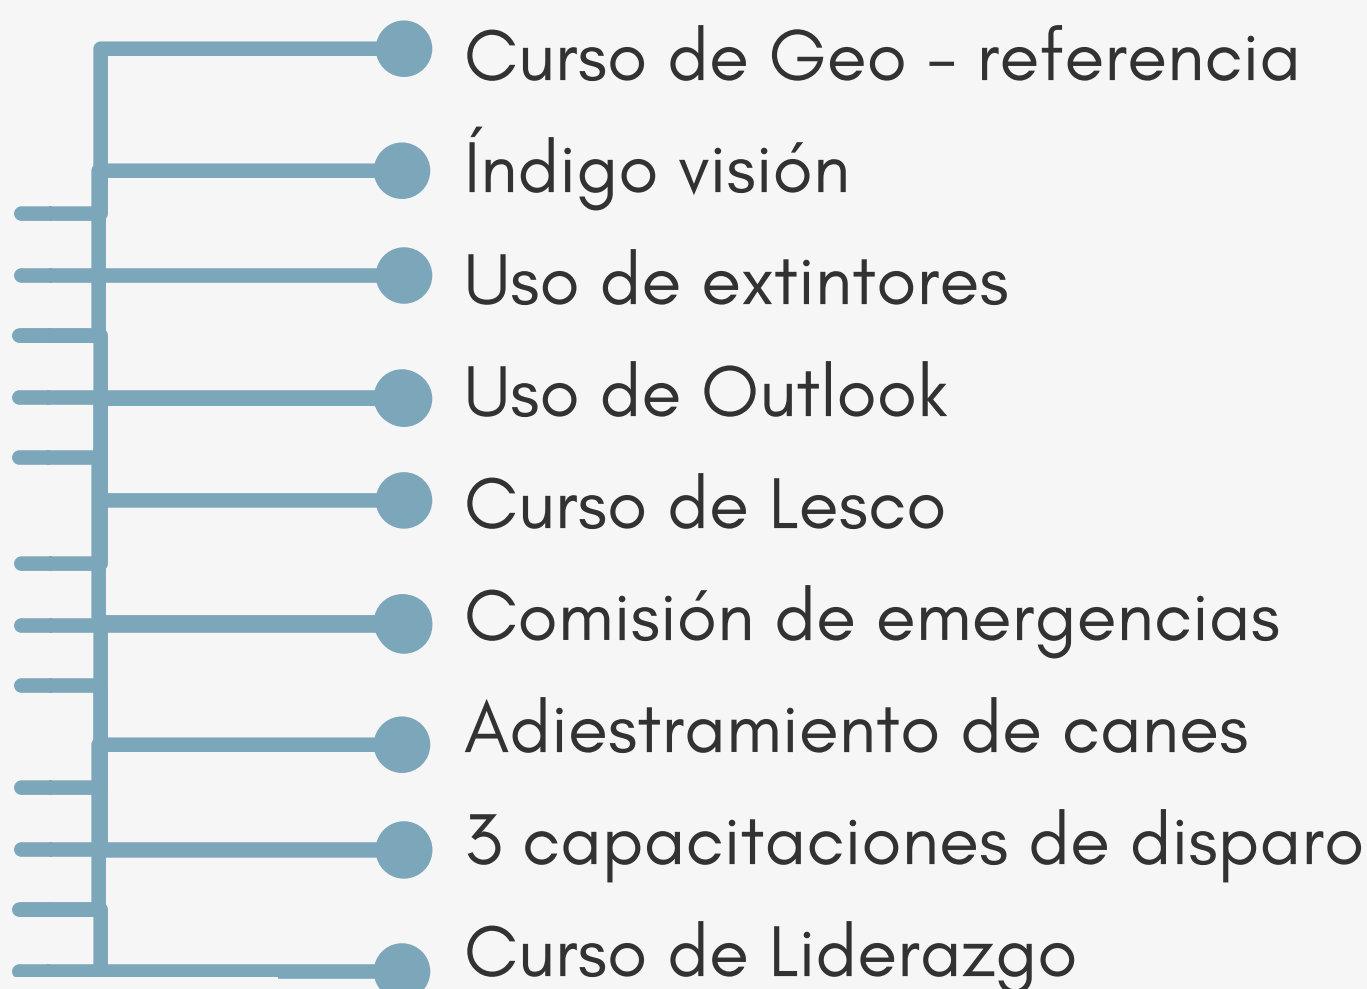 Curso de Geo - referencia
Índigo visión
Uso de extintores
Uso de Outlook
Curso de Lesco
Comisión de emergencias
Adiestramiento de canes
3 capacitaciones de disparo
Curso de Liderazgo